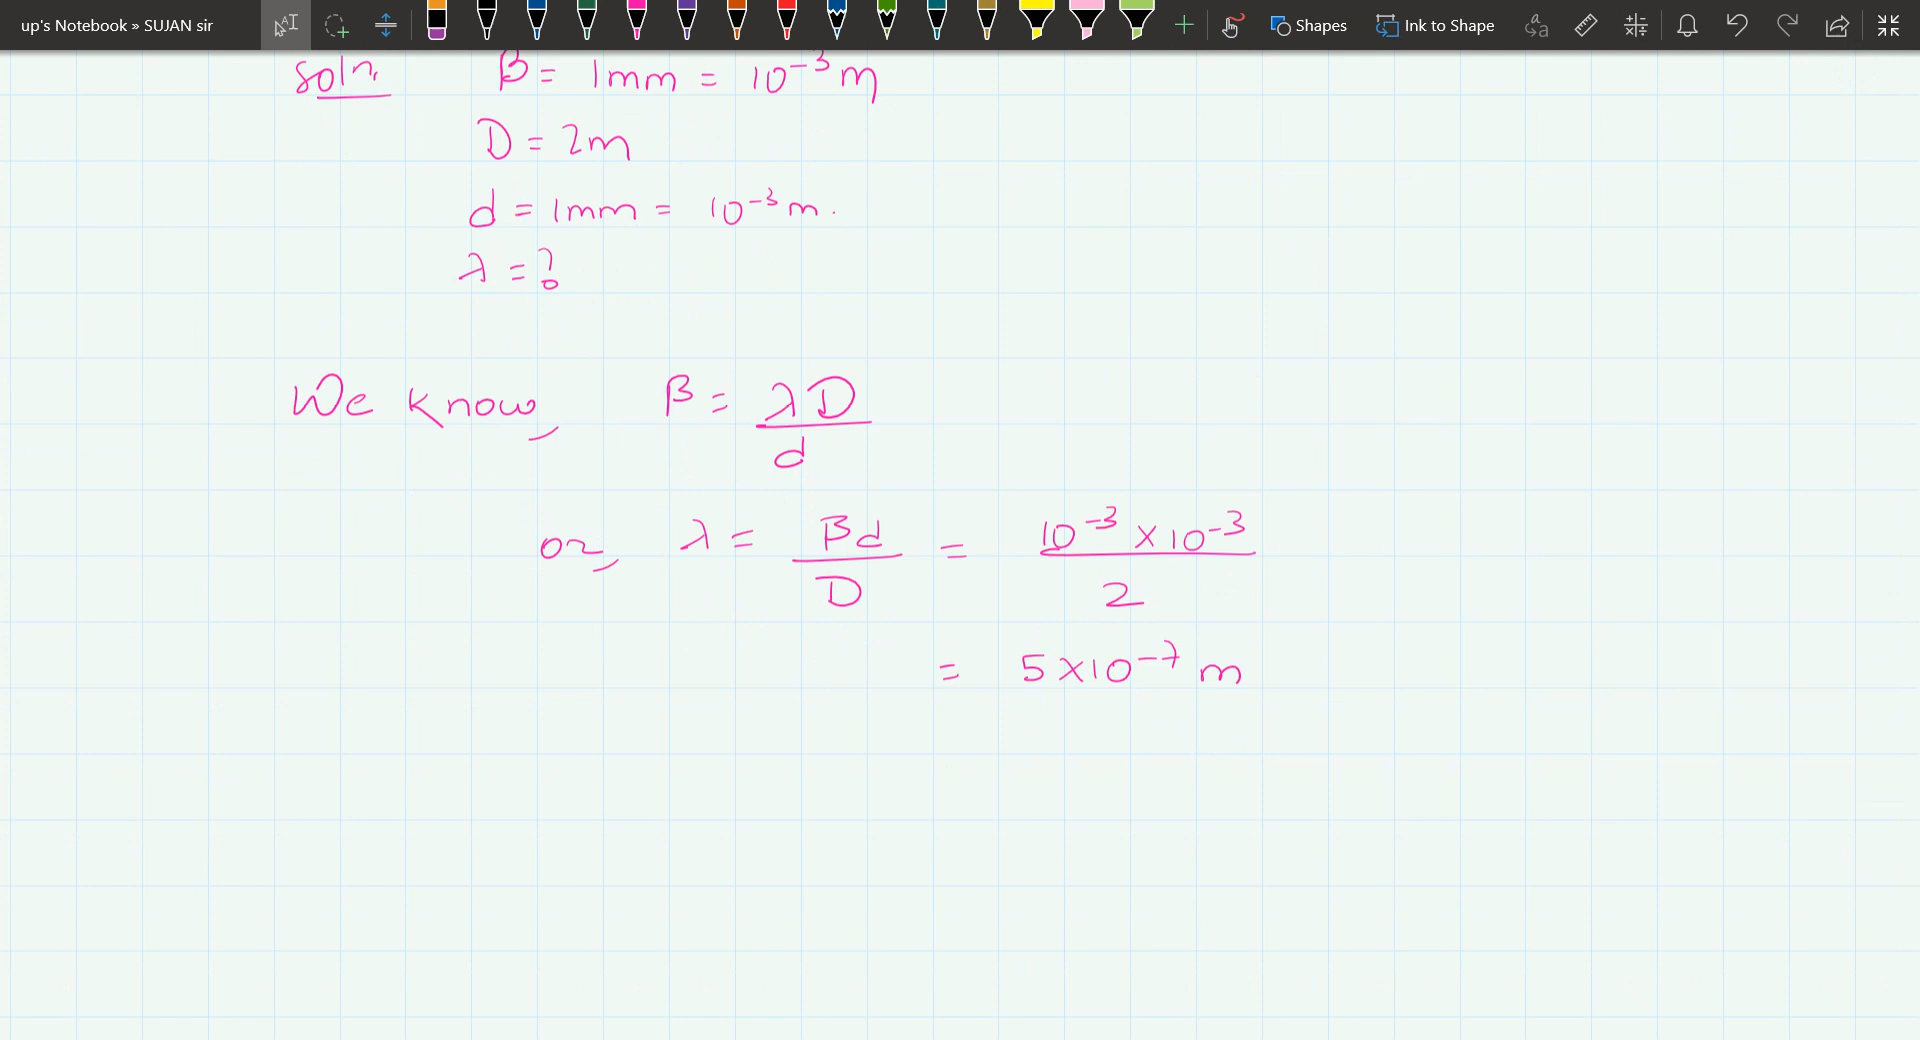 up's Notebook » SUJAN sir Shapes Ink to Shape
Soln. β = 1mm = 10⁻³ m
D = 2m
d = 1mm = 10⁻³ m.
λ = ?
We know, β = λD/d
or, λ = βd/D = 10⁻³ × 10⁻³/2
= 5×10⁻⁷ m